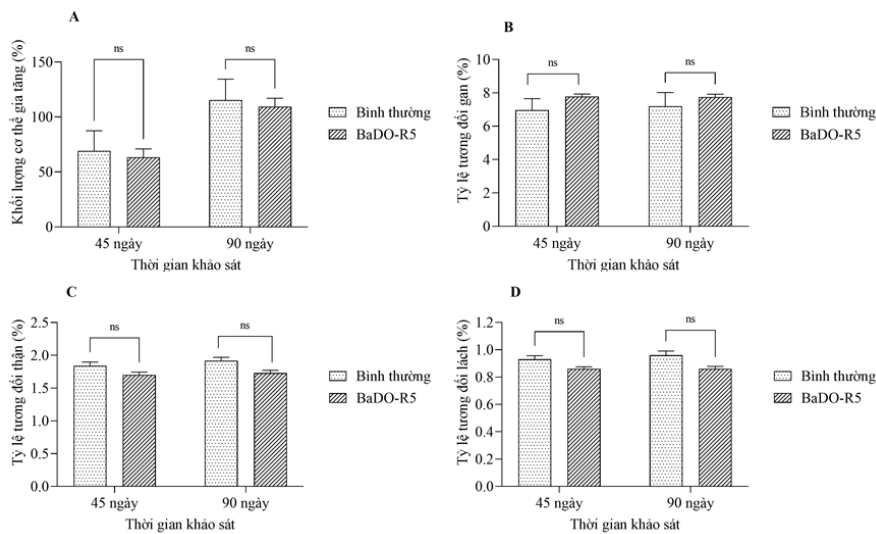 A
Khối lượng cơ thể gia tăng (%)
150
100
50
0
ns
ns
45 ngày
90 ngày
Thời gian khảo sát
Bình thường
BaDO-R5
B
Tỷ lệ tương đối gan (%)
10
8
6
4
2
0
ns
ns
45 ngày
90 ngày
Thời gian khảo sát
Bình thường
BaDO-R5
C
Tỷ lệ tương đối thận (%)
2.5
2.0
1.5
1.0
0.5
0.0
ns
ns
45 ngày
90 ngày
Thời gian khảo sát
Bình thường
BaDO-R5
D
Tỷ lệ tương đối lách (%)
1.2
1.0
0.8
0.6
0.4
0.2
0.0
ns
ns
45 ngày
90 ngày
Thời gian khảo sát
Bình thường
BaDO-R5